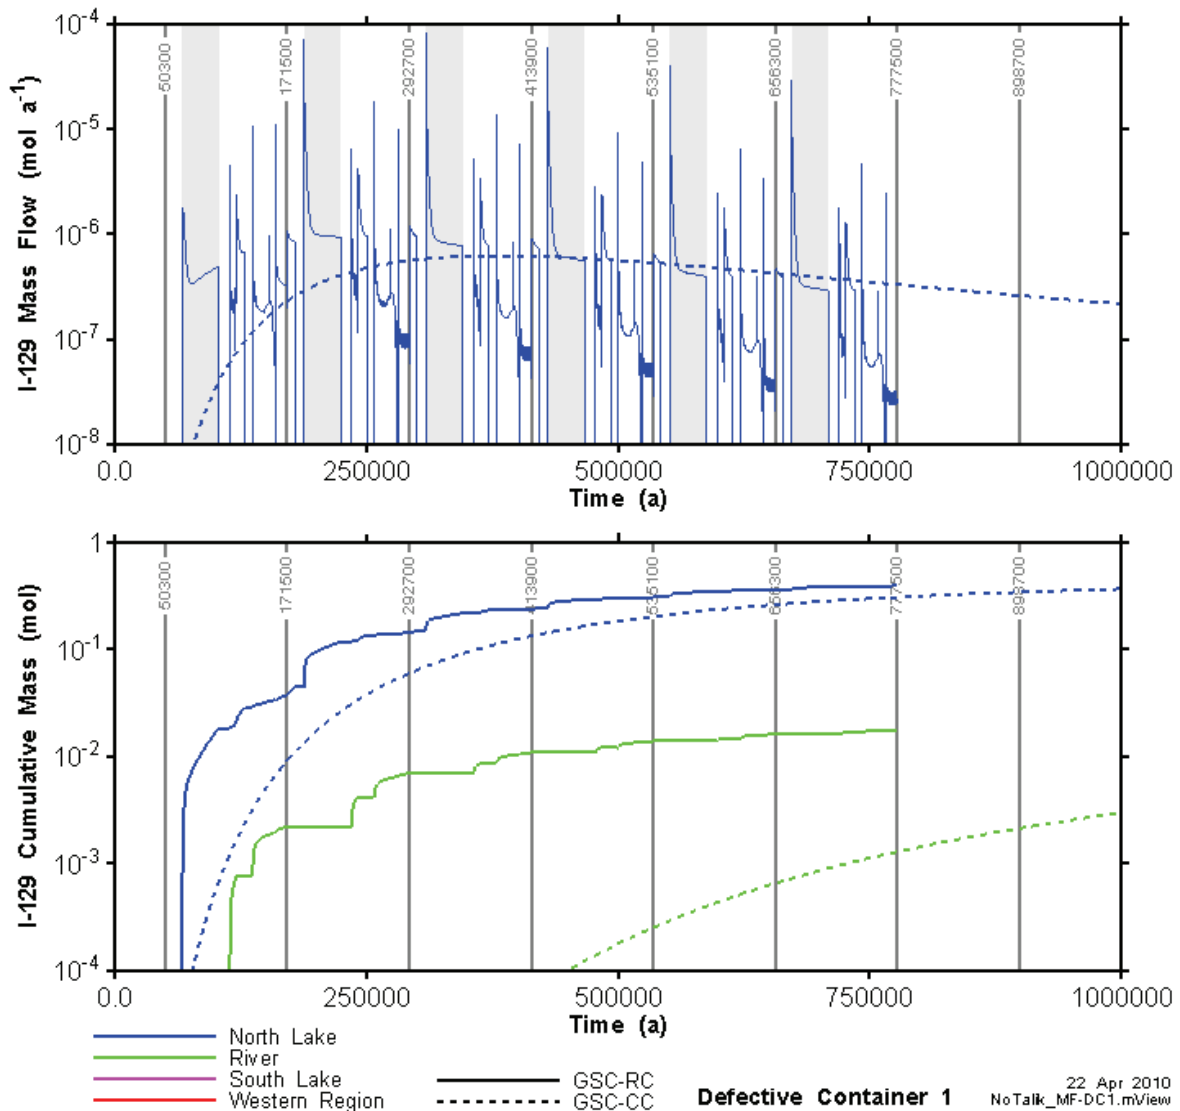 10-4
10-5
10-6
10-7
10-8
I-129 Mass Flow (mol a-1)
50300
171500
292700
413900
535100
656300
777500
898700
0.0 250000 500000 750000 1000000
Time (a)
1
10-1
10-2
10-3
10-4
I-129 Cumulative Mass (mol)
50300
171500
292700
413900
535100
656300
777500
898700
0.0 250000 500000 750000 1000000
Time (a)
North Lake
River
South Lake
Western Region
GSC-RC
GSC-CC
Defective Container 1
22 Apr 2010
NoTalk_MF-DC1.mView